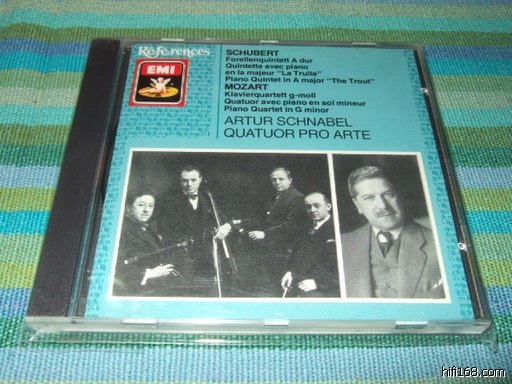 Références
EMI
SCHUBERT
Forellenquintett A dur
Quintette avec piano
en la majeur "La Truite"
Piano Quintet in A major "The Trout"
MOZART
Klavierquartett g-moll
Quatuor avec piano en sol mineur
Piano Quartet in G minor
ARTUR SCHNABEL
QUATUOR PRO ARTE
hifi168.com